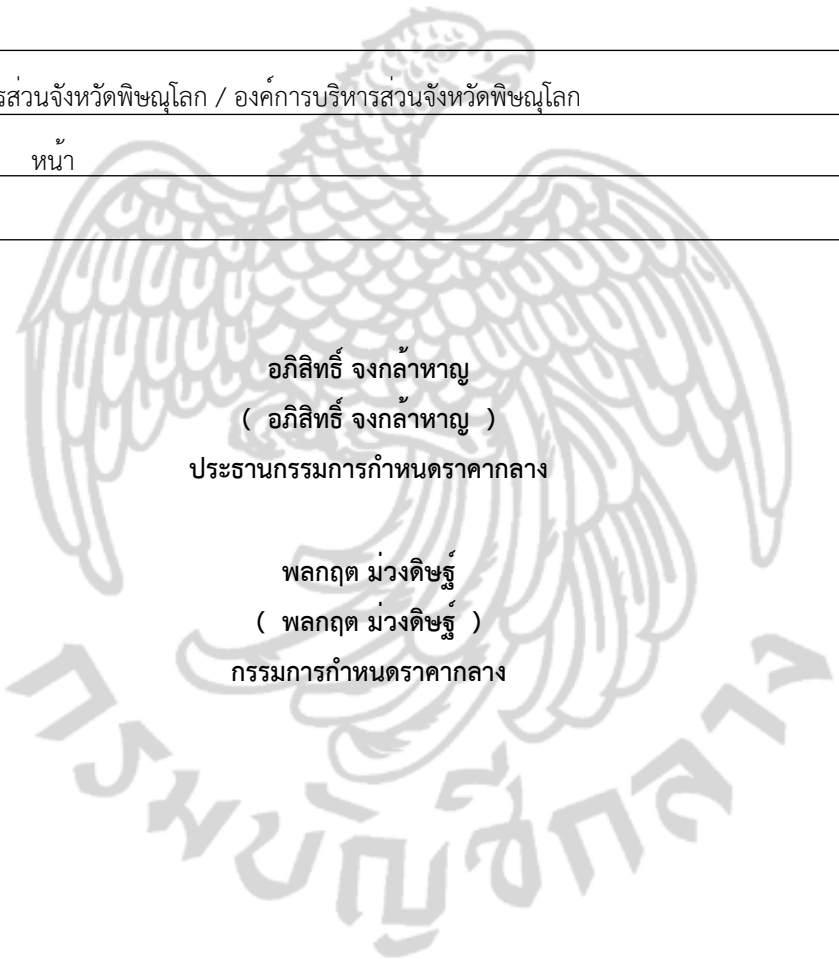 รส่วนจังหวัดพิษณุโลก / องค์การบริหารส่วนจังหวัดพิษณุโลก
หน้า
อภิสิทธิ์ จงกล้าหาญ
( อภิสิทธิ์ จงกล้าหาญ )
ประธานกรรมการกำหนดราคากลาง
พลกฤต ม่วงดิษฐ์
( พลกฤต ม่วงดิษฐ์ )
กรรมการกำหนดราคากลาง
กรมบัญชีกลาง